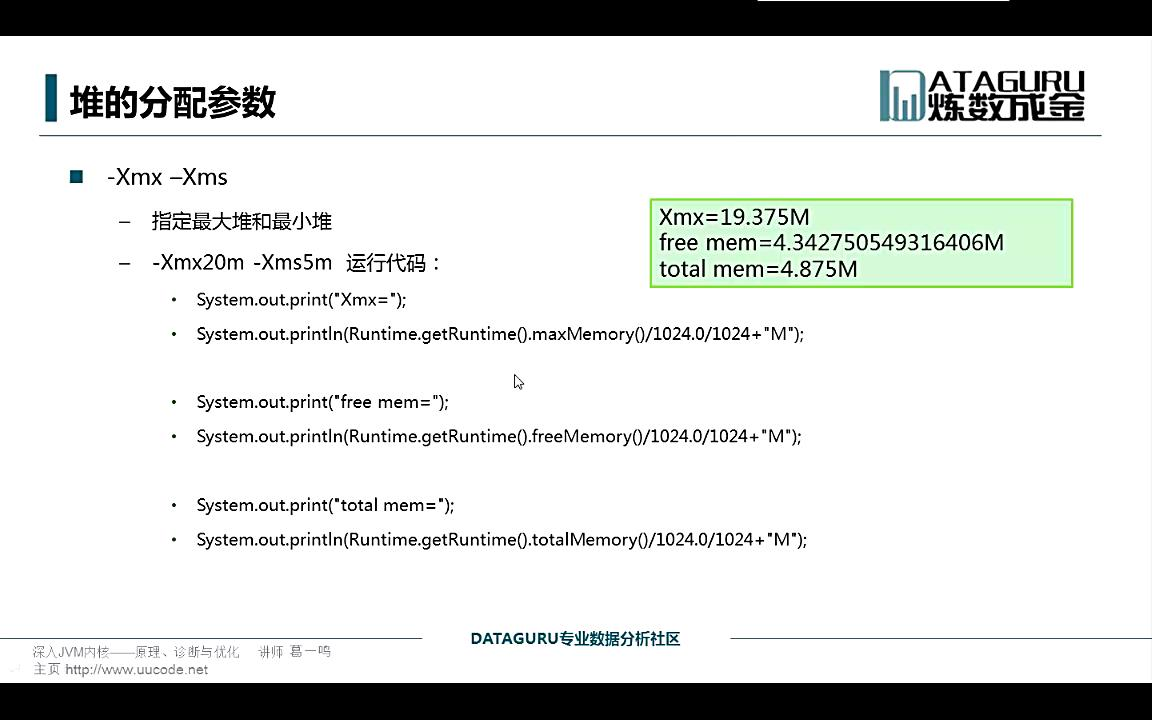 堆的分配参数
ATAGURU
炼数成金
-Xmx –Xms
– 指定最大堆和最小堆
– -Xmx20m -Xms5m 运行代码：
Xmx=19.375M
free mem=4.342750549316406M
total mem=4.875M
• System.out.print("Xmx=");
• System.out.println(Runtime.getRuntime().maxMemory()/1024.0/1024+"M");
• System.out.print("free mem=");
• System.out.println(Runtime.getRuntime().freeMemory()/1024.0/1024+"M");
• System.out.print("total mem=");
• System.out.println(Runtime.getRuntime().totalMemory()/1024.0/1024+"M");
DATAGURU专业数据分析社区
深入JVM内核——原理、诊断与优化 讲师 葛一鸣
主页 http://www.uucode.net